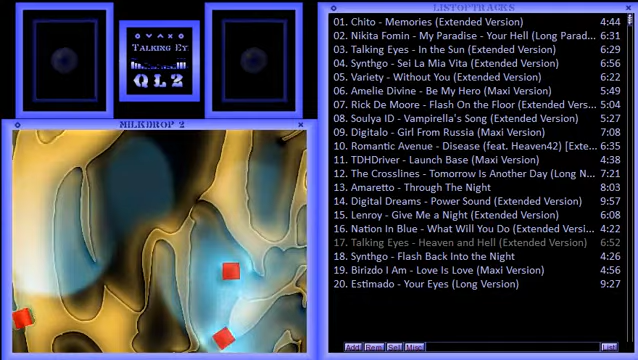 TALKING EY
QL2
MILKDROP 2
LISTOFTRACKS
01. Chito - Memories (Extended Version) 4:44
02. Nikita Fomin - My Paradise - Your Hell (Long Parad... 6:31
03. Talking Eyes - In the Sun (Extended Version) 6:29
04. Synthgo - Sei La Mia Vita (Extended Version) 6:56
05. Variety - Without You (Extended Version) 6:22
06. Amelie Divine - Be My Hero (Maxi Version) 5:49
07. Rick De Moore - Flash On the Floor (Extended Vers... 5:04
08. Soulya ID - Vampirella's Song (Extended Version) 5:27
09. Digitalo - Girl From Russia (Maxi Version) 7:08
10. Romantic Avenue - Disease (feat. Heaven42) [Exte... 6:35
11. TDHDriver - Launch Base (Maxi Version) 4:38
12. The Crosslines - Tomorrow Is Another Day (Long N... 7:21
13. Amaretto - Through The Night 8:03
14. Digital Dreams - Power Sound (Extended Version) 9:57
15. Lenroy - Give Me a Night (Extended Version) 6:08
16. Nation In Blue - What Will You Do (Extended Versi... 4:22
17. Talking Eyes - Heaven and Hell (Extended Version) 6:52
18. Synthgo - Flash Back Into the Night 4:26
19. Birizdo I Am - Love Is Love (Maxi Version) 4:56
20. Estimado - Your Eyes (Long Version) 9:27
Add Rem Sel Misc List